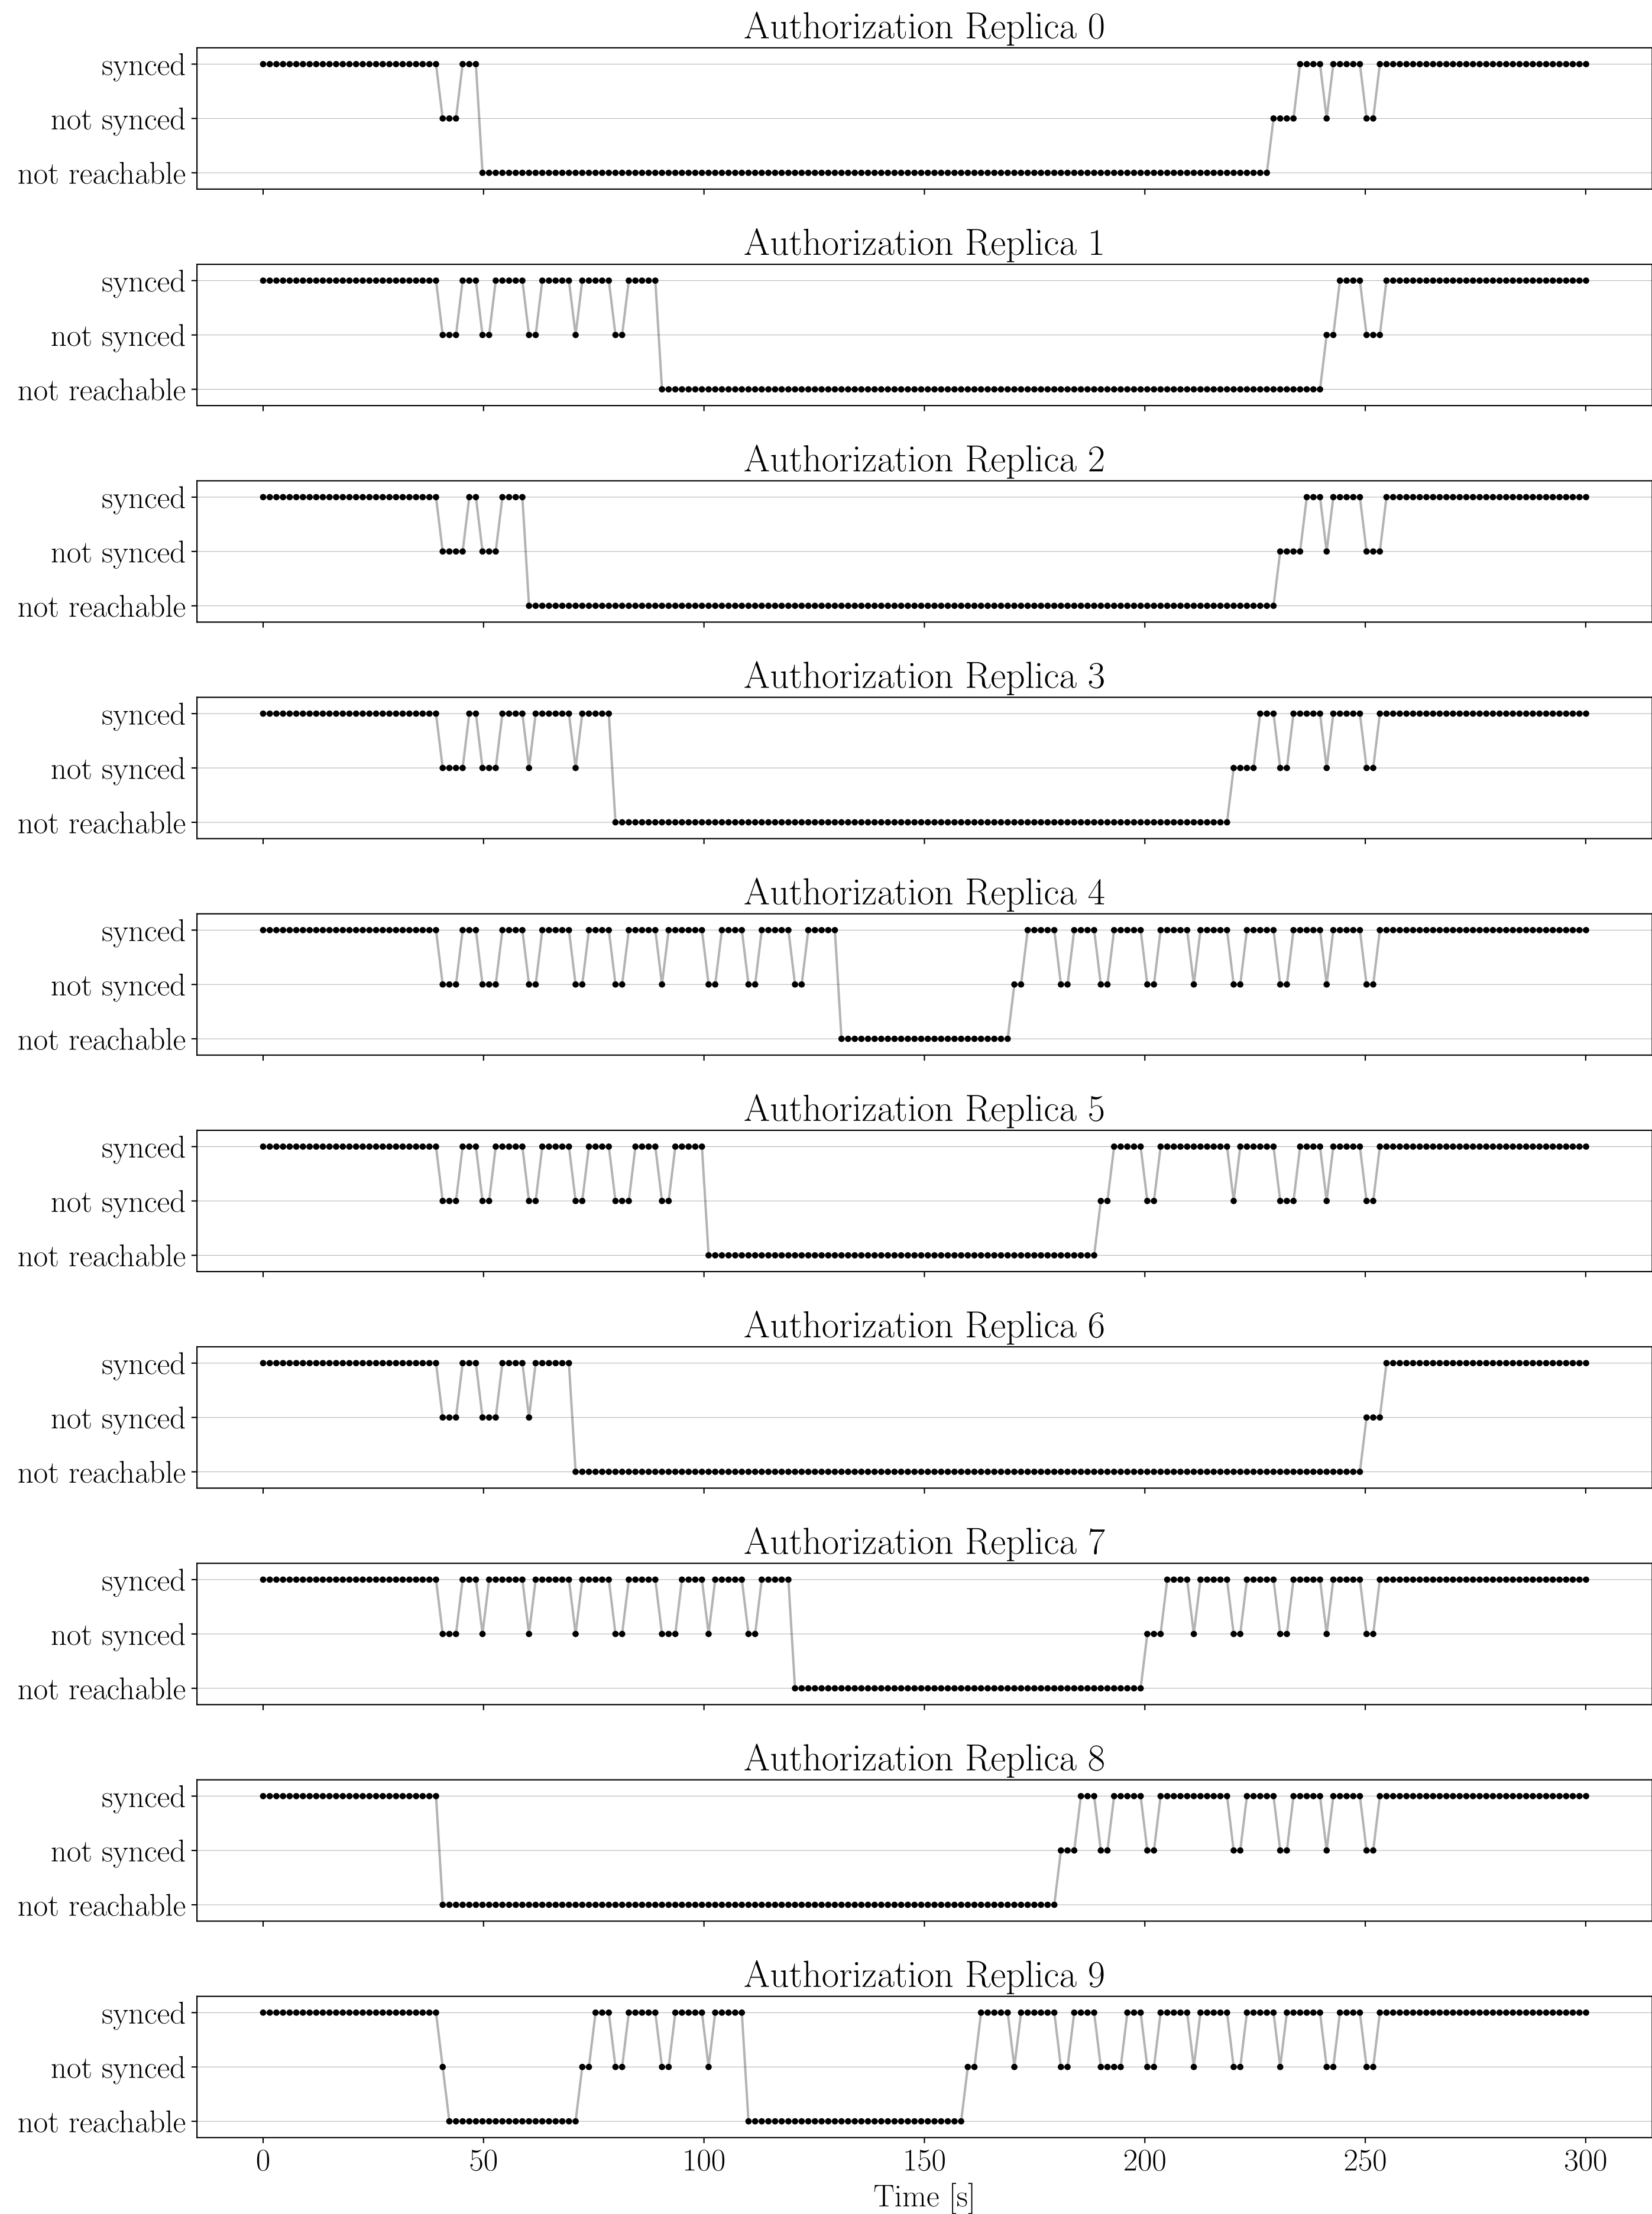 Authorization Replica 0
synced
not synced
not reachable
Authorization Replica 1
synced
not synced
not reachable
Authorization Replica 2
synced
not synced
not reachable
Authorization Replica 3
synced
not synced
not reachable
Authorization Replica 4
synced
not synced
not reachable
Authorization Replica 5
synced
not synced
not reachable
Authorization Replica 6
synced
not synced
not reachable
Authorization Replica 7
synced
not synced
not reachable
Authorization Replica 8
synced
not synced
not reachable
Authorization Replica 9
synced
not synced
not reachable
0 50 100 150 200 250 300
Time [s]